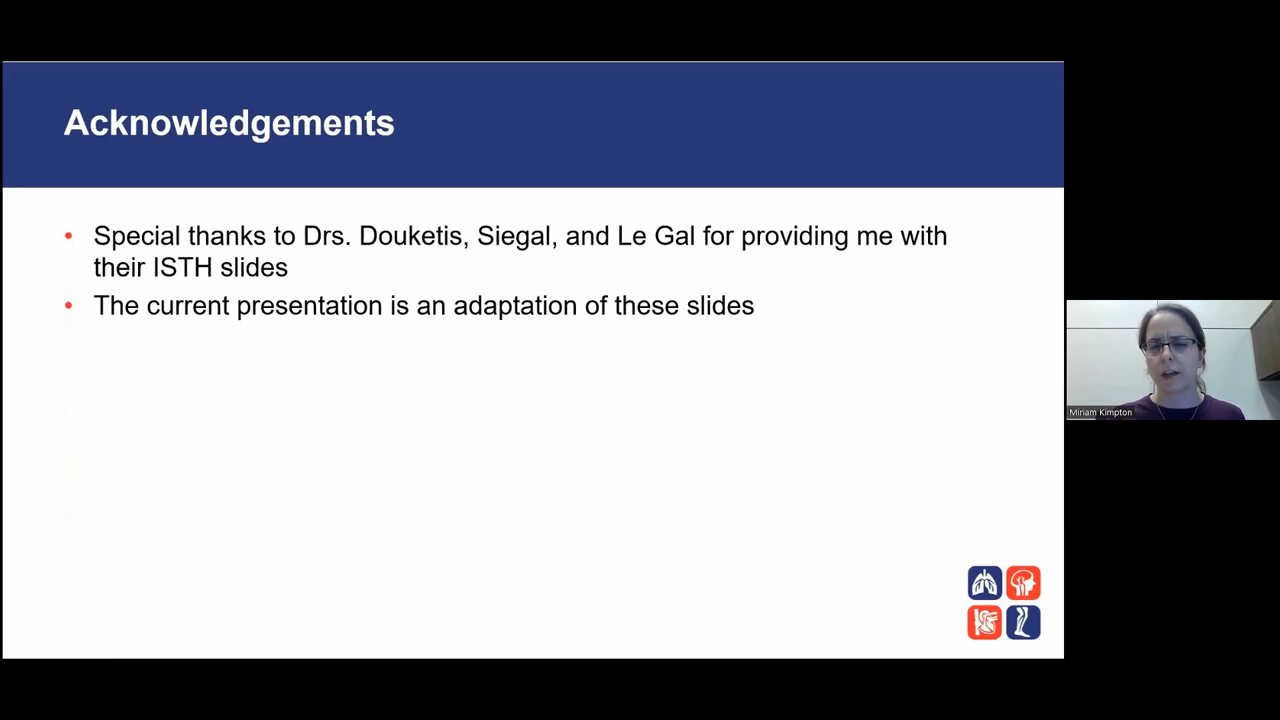 Acknowledgements
• Special thanks to Drs. Douketis, Siegal, and Le Gal for providing me with
their ISTH slides
• The current presentation is an adaptation of these slides
Miriam Kimpton